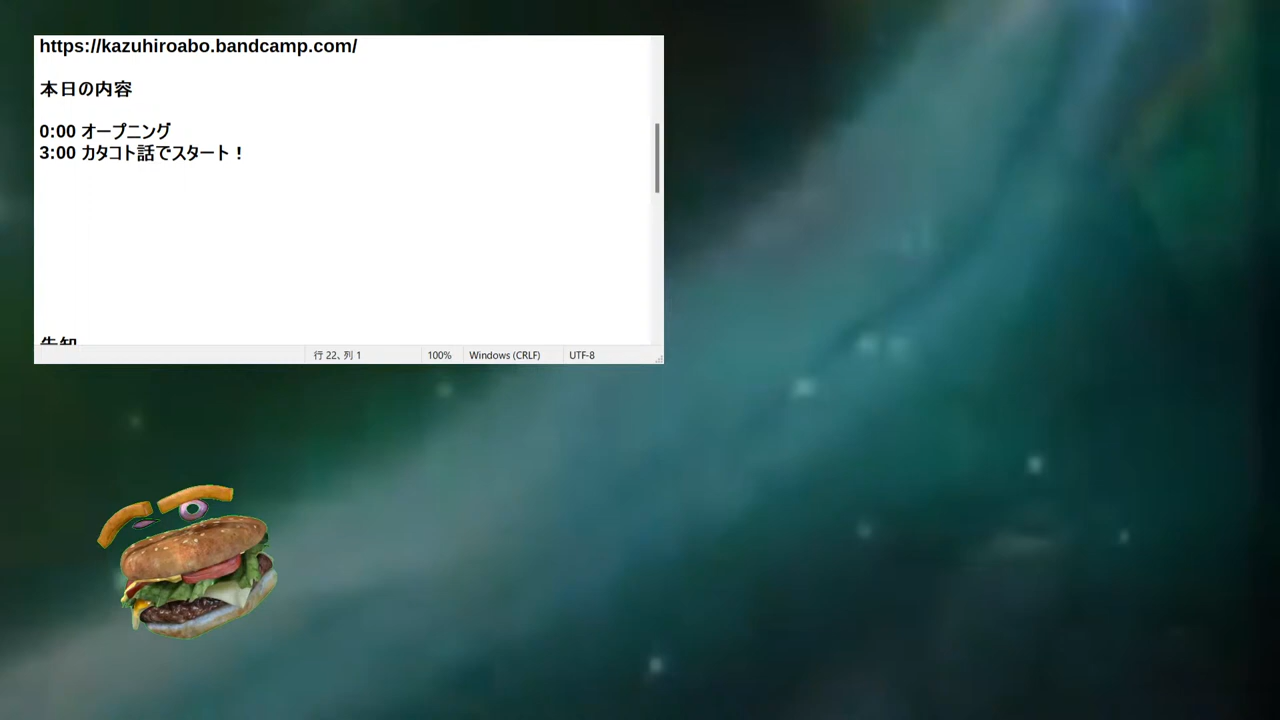 https://kazuhiroabo.bandcamp.com/
本日の内容
0:00 オープニング
3:00 カタコト話でスタート！
告知
行 22、列 1
100%
Windows (CRLF)
UTF-8